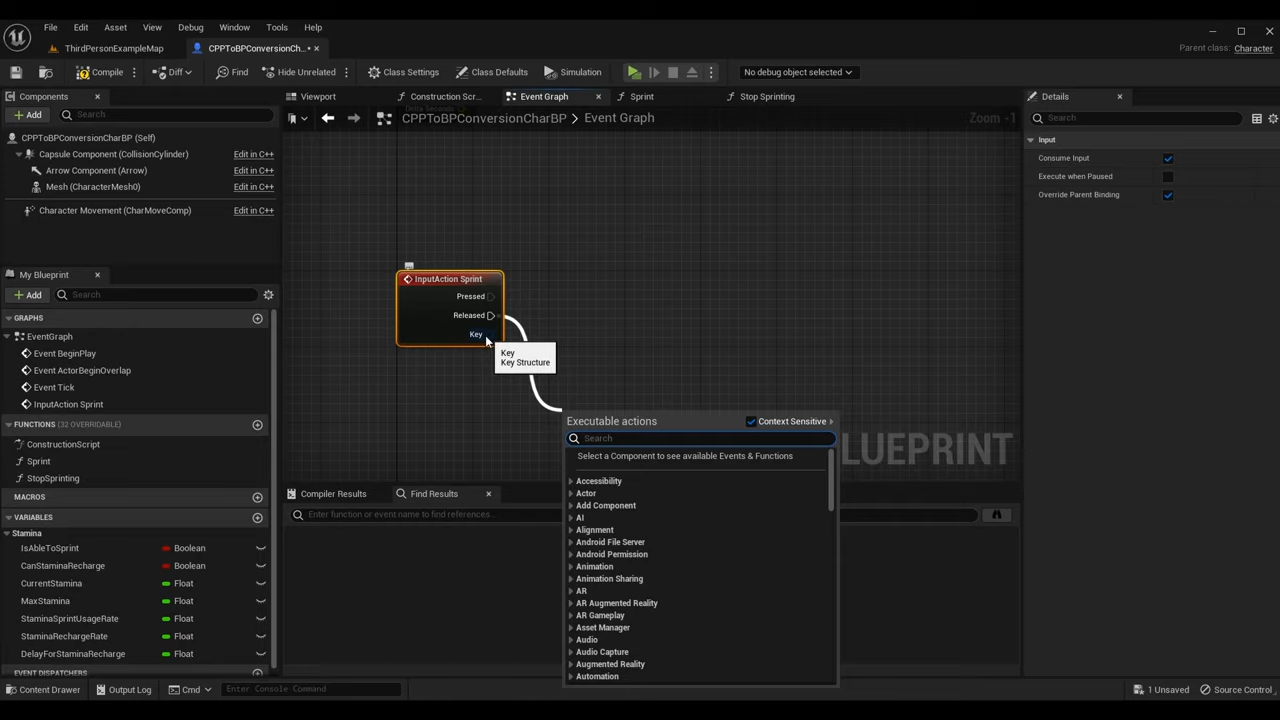 File Edit Asset View Debug Window Tools Help
ThirdPersonExampleMap CPPToBPConversionCh...• Parent class: Character
Compile Diff Find Hide Unrelated Class Settings Class Defaults Simulation No debug object selected
Components Viewport Construction Scr... Event Graph Sprint Stop Sprinting Details
+ Add Search CPPToBPConversionCharBP > Event Graph Zoom -1 Search
CPPToBPConversionCharBP (Self) Input
Capsule Component (CollisionCylinder) Edit in C++ Consume Input
Arrow Component (Arrow) Edit in C++ Execute when Paused
Mesh (CharacterMesh0) Edit in C++ Override Parent Binding
Character Movement (CharMoveComp) Edit in C++
My Blueprint
+ Add Search
GRAPHS
EventGraph
Event BeginPlay
Event ActorBeginOverlap
Event Tick
InputAction Sprint
FUNCTIONS (32 OVERRIDABLE)
ConstructionScript
Sprint
StopSprinting
MACROS
VARIABLES
Stamina
IsAbleToSprint Boolean
CanStaminaRecharge Boolean
CurrentStamina Float
MaxStamina Float
StaminaSprintUsageRate Float
StaminaRechargeRate Float
DelayForStaminaRecharge Float
EVENT DISPATCHERS
InputAction Sprint
Pressed
Released
Key
Key
Key Structure
Executable actions Context Sensitive
Search
Select a Component to see available Events & Functions
Accessibility
Actor
Add Component
AI
Alignment
Android File Server
Android Permission
Animation
Animation Sharing
AR
AR Augmented Reality
AR Gameplay
Asset Manager
Audio
Audio Capture
Augmented Reality
Automation
BLUEPRINT
Compiler Results Find Results
Enter function or event name to find references...
Content Drawer Output Log Cmd Enter Console Command 1 Unsaved Source Control